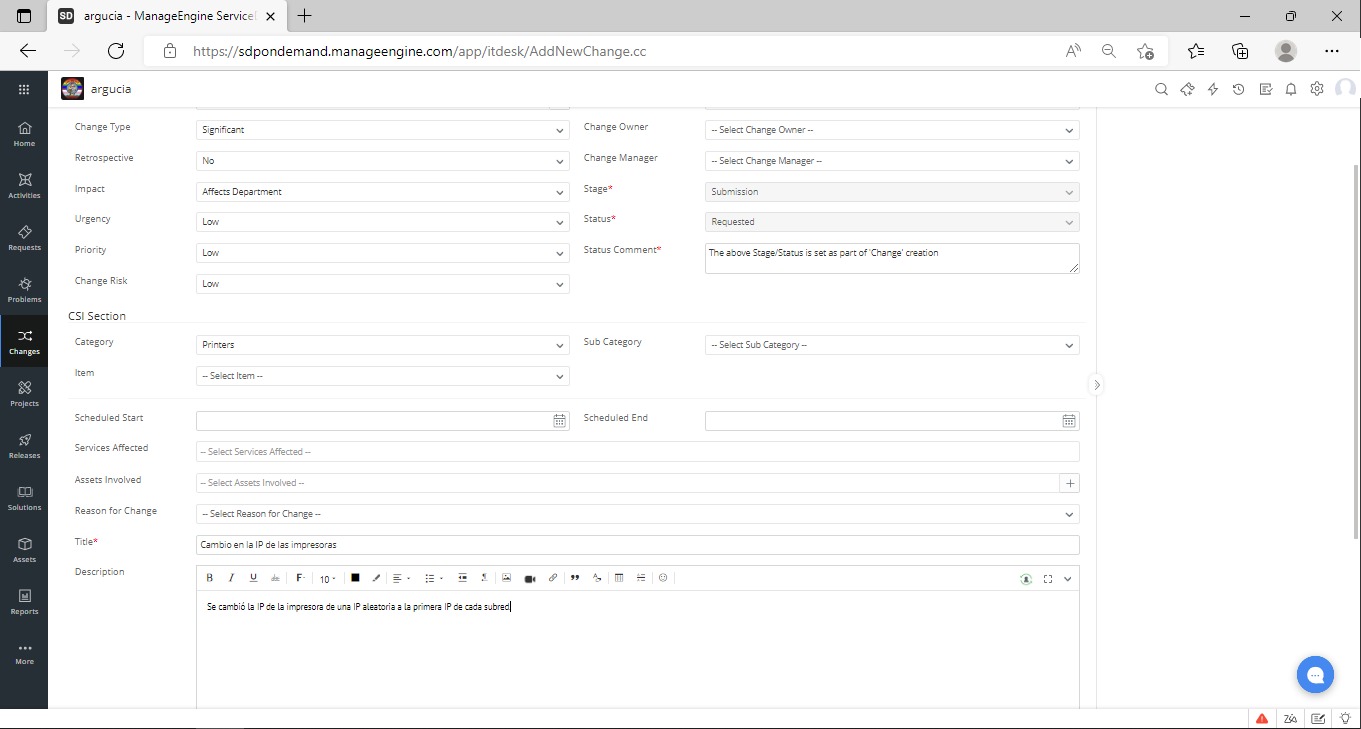 SD argucia - ManageEngine Service
https://sdpondemand.manageengine.com/app/itdesk/AddNewChange.cc
argucia
Home
Activities
Requests
Problems
Changes
Projects
Releases
Solutions
Assets
Reports
More
Change Type Significant Change Owner -- Select Change Owner --
Retrospective No Change Manager -- Select Change Manager --
Impact Affects Department Stage* Submission
Urgency Low Status* Requested
Priority Low Status Comment* The above Stage/Status is set as part of 'Change' creation
Change Risk Low
CSI Section
Category Printers Sub Category -- Select Sub Category --
Item -- Select Item --
Scheduled Start Scheduled End
Services Affected -- Select Services Affected --
Assets Involved -- Select Assets Involved --
Reason for Change -- Select Reason for Change --
Title* Cambio en la IP de las impresoras
Description B I U abc F 10
Se cambió la IP de la impresora de una IP aleatoria a la primera IP de cada subred